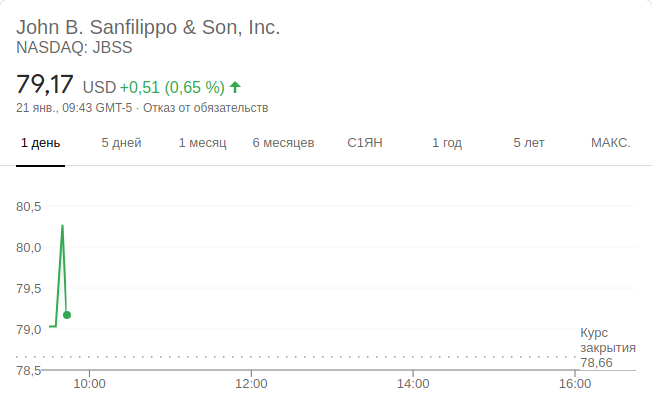 John B. Sanfilippo & Son, Inc.
NASDAQ: JBSS
79,17 USD +0,51 (0,65 %)
21 янв., 09:43 GMT-5 · Отказ от обязательств
1 день 5 дней 1 месяц 6 месяцев С1ЯН 1 год 5 лет МАКС.
80,5
80,0
79,5
79,0
Курс
закрытия
78,66
78,5
10:00 12:00 14:00 16:00